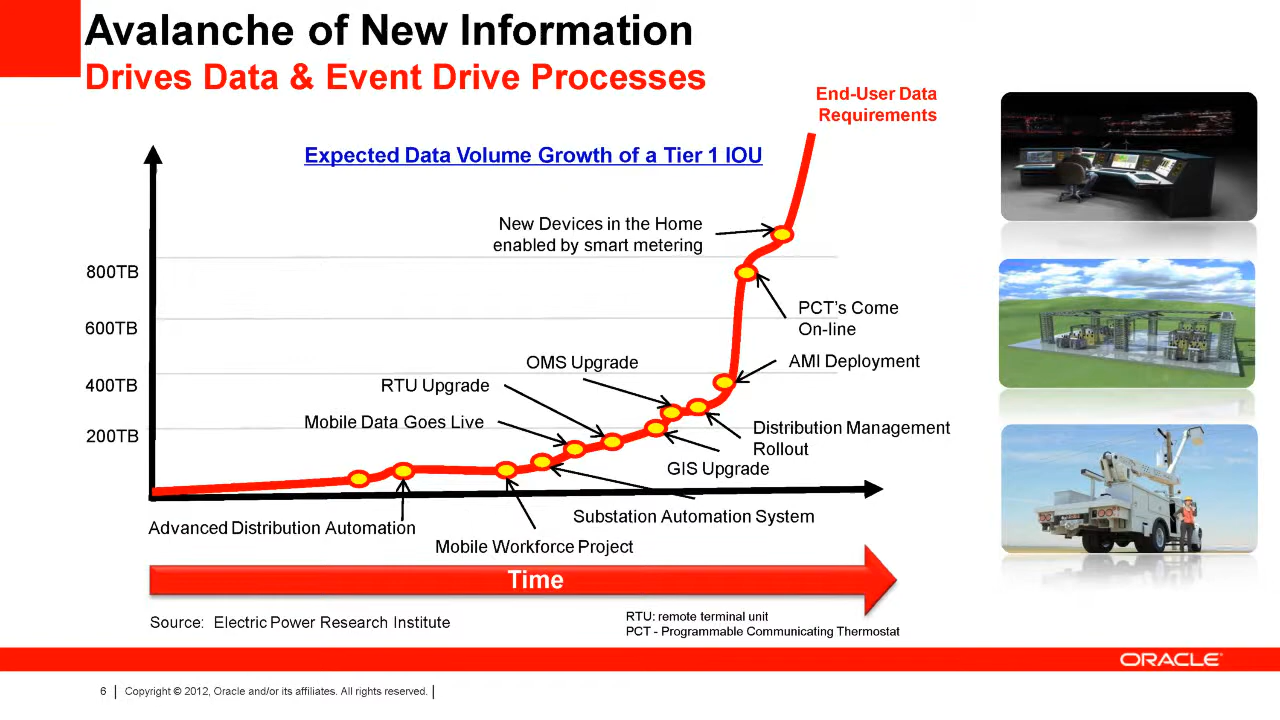 Avalanche of New Information
Drives Data & Event Drive Processes
End-User Data
Requirements
Expected Data Volume Growth of a Tier 1 IOU
New Devices in the Home
enabled by smart metering
800TB
PCT's Come
On-line
600TB
OMS Upgrade
AMI Deployment
RTU Upgrade
400TB
Mobile Data Goes Live
Distribution Management
Rollout
200TB
GIS Upgrade
Substation Automation System
Advanced Distribution Automation
Mobile Workforce Project
Time
Source: Electric Power Research Institute
RTU: remote terminal unit
PCT - Programmable Communicating Thermostat
ORACLE
6 | Copyright © 2012, Oracle and/or its affiliates. All rights reserved. |